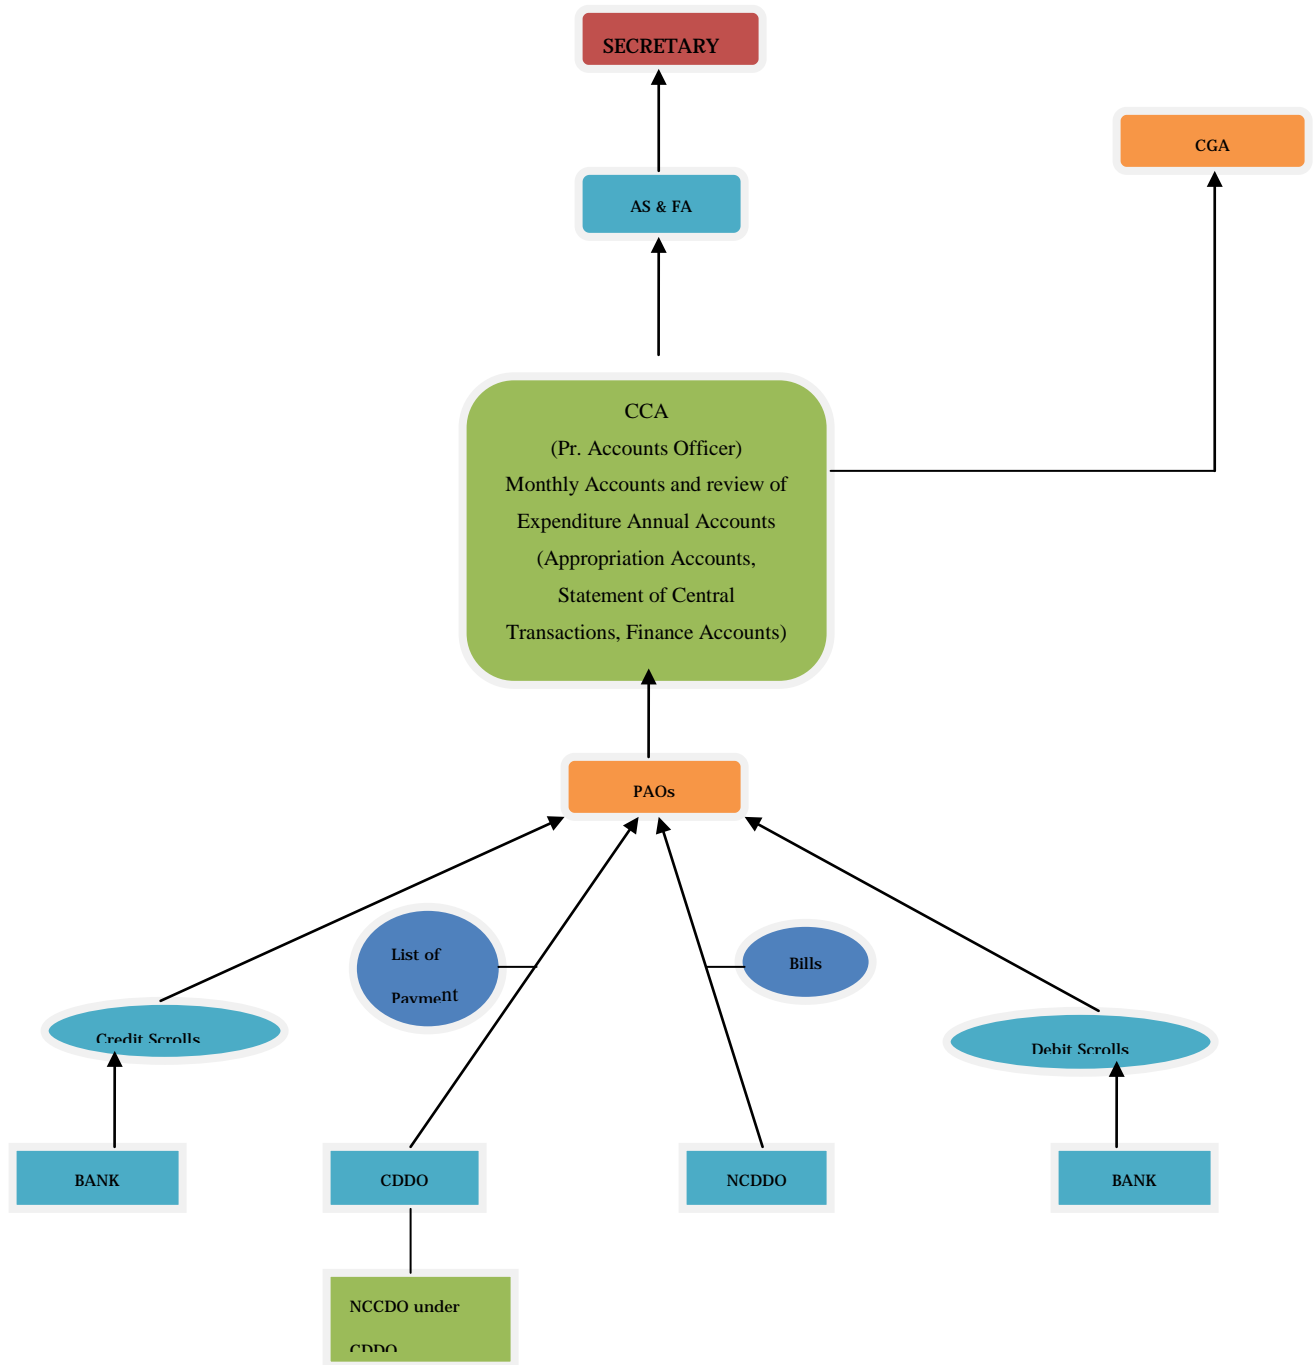 SECRETARY
CGA
AS & FA
CCA
(Pr. Accounts Officer)
Monthly Accounts and review of
Expenditure Annual Accounts
(Appropriation Accounts,
Statement of Central
Transactions, Finance Accounts)
PAOs
List of
Payment
Bills
Credit Scrolls
Debit Scrolls
BANK
CDDO
NCDDO
BANK
NCCDO under
CDDO